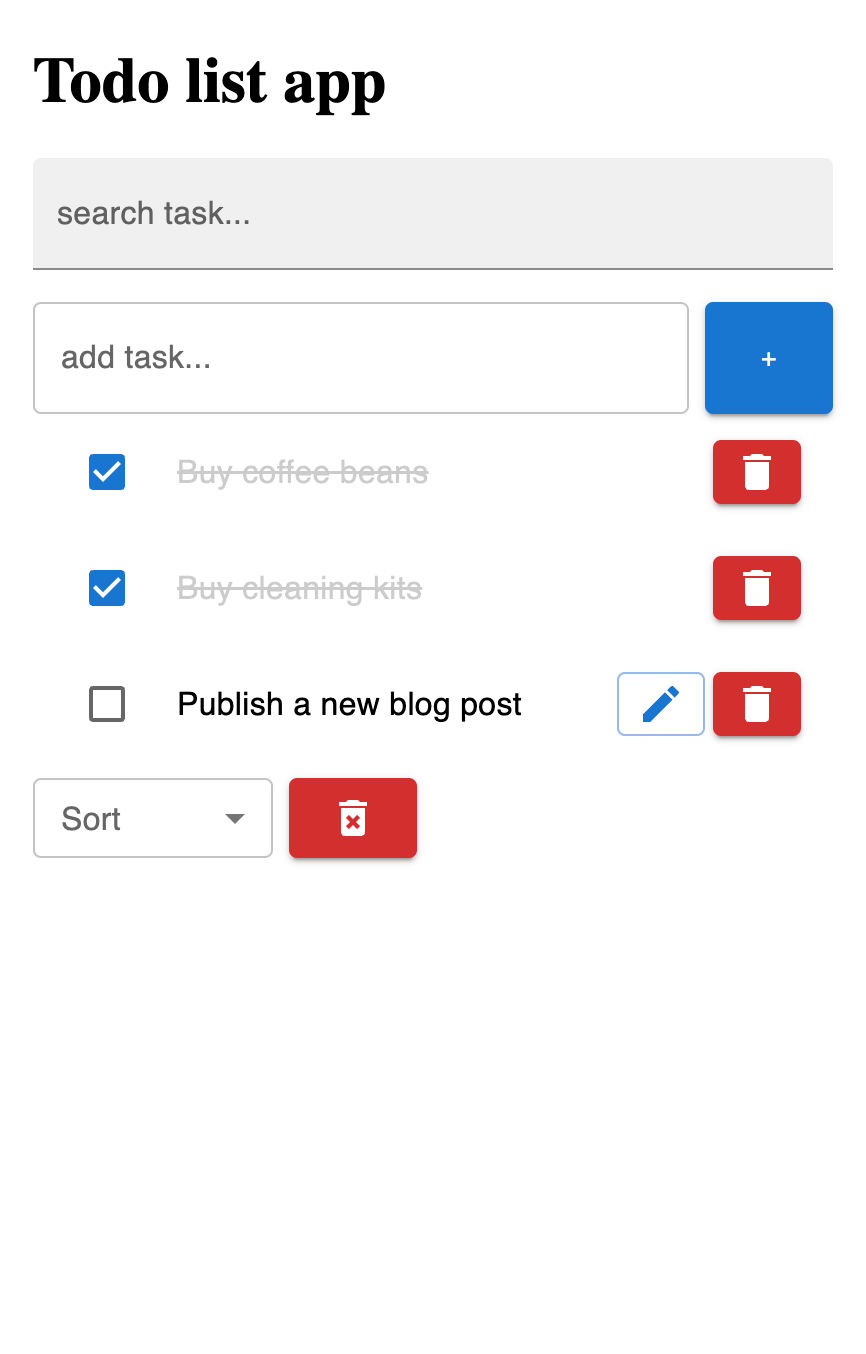 Todo list app
search task...
add task...
+
Buy coffee beans
Buy cleaning kits
Publish a new blog post
Sort